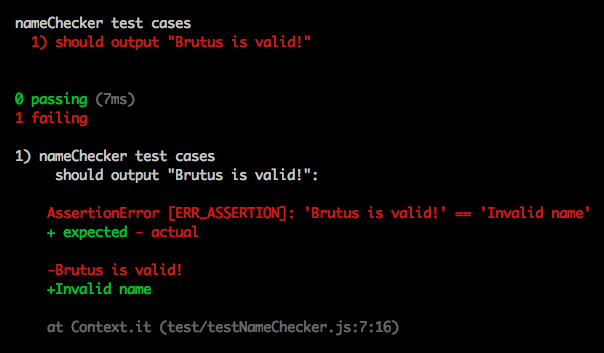 nameChecker test cases
1) should output "Brutus is valid!"
0 passing (7ms)
1 failing
1) nameChecker test cases
should output "Brutus is valid!":
AssertionError [ERR_ASSERTION]: 'Brutus is valid!' == 'Invalid name'
+ expected - actual
-Brutus is valid!
+Invalid name
at Context.it (test/testNameChecker.js:7:16)